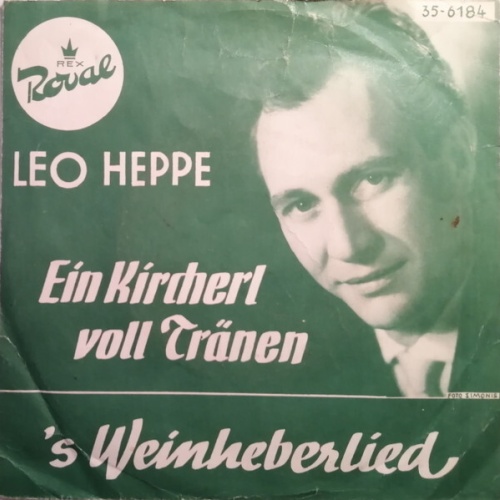 35-6184
REX
Royal
LEO HEPPE
Ein Kircherl
voll Tränen
FOTO SIMONIS
's Weinheberlied